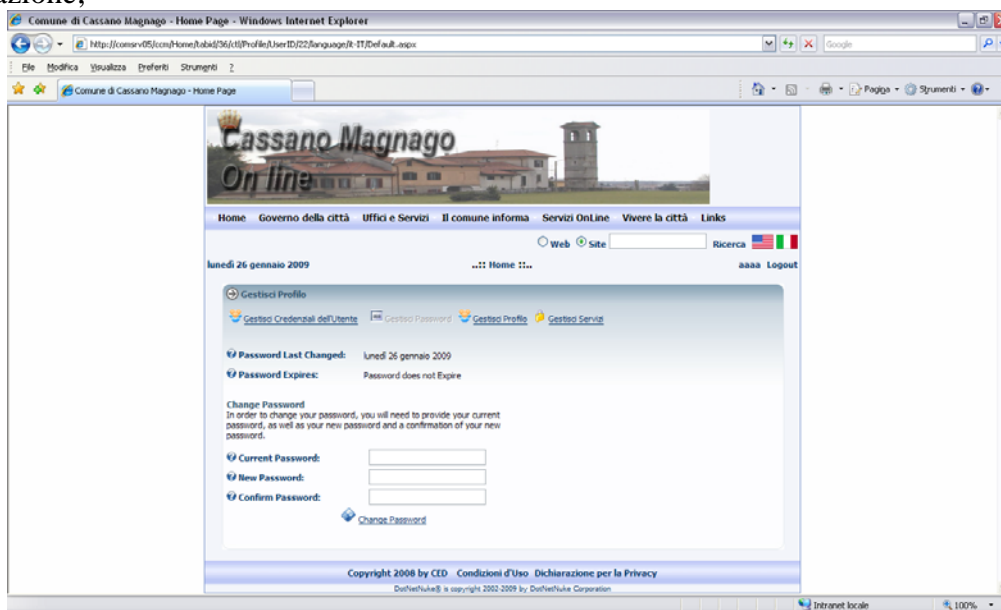 azione,
Comune di Cassano Magnago - Home Page - Windows Internet Explorer
http://comsrv05/ccm/Home/tabid/36/ctl/Profile/UserID/22/language/it-IT/Default.aspx
Google
File Modifica Visualizza Preferiti Strumenti ?
Comune di Cassano Magnago - Home Page
Pagina Strumenti
Cassano Magnago
On line
Home Governo della città Uffici e Servizi Il comune informa Servizi OnLine Vivere la città Links
Web Site Ricerca
lunedì 26 gennaio 2009 ..:: Home ::.. aaaa Logout
Gestisci Profilo
Gestisci Credenziali dell'Utente Gestisci Password Gestisci Profilo Gestisci Servizi
Password Last Changed: lunedì 26 gennaio 2009
Password Expires: Password does not Expire
Change Password
In order to change your password, you will need to provide your current
password, as well as your new password and a confirmation of your new
password.
Current Password:
New Password:
Confirm Password:
Change Password
Copyright 2008 by CED Condizioni d'Uso Dichiarazione per la Privacy
DotNetNuke® is copyright 2002-2009 by DotNetNuke Corporation
Intranet locale 100%